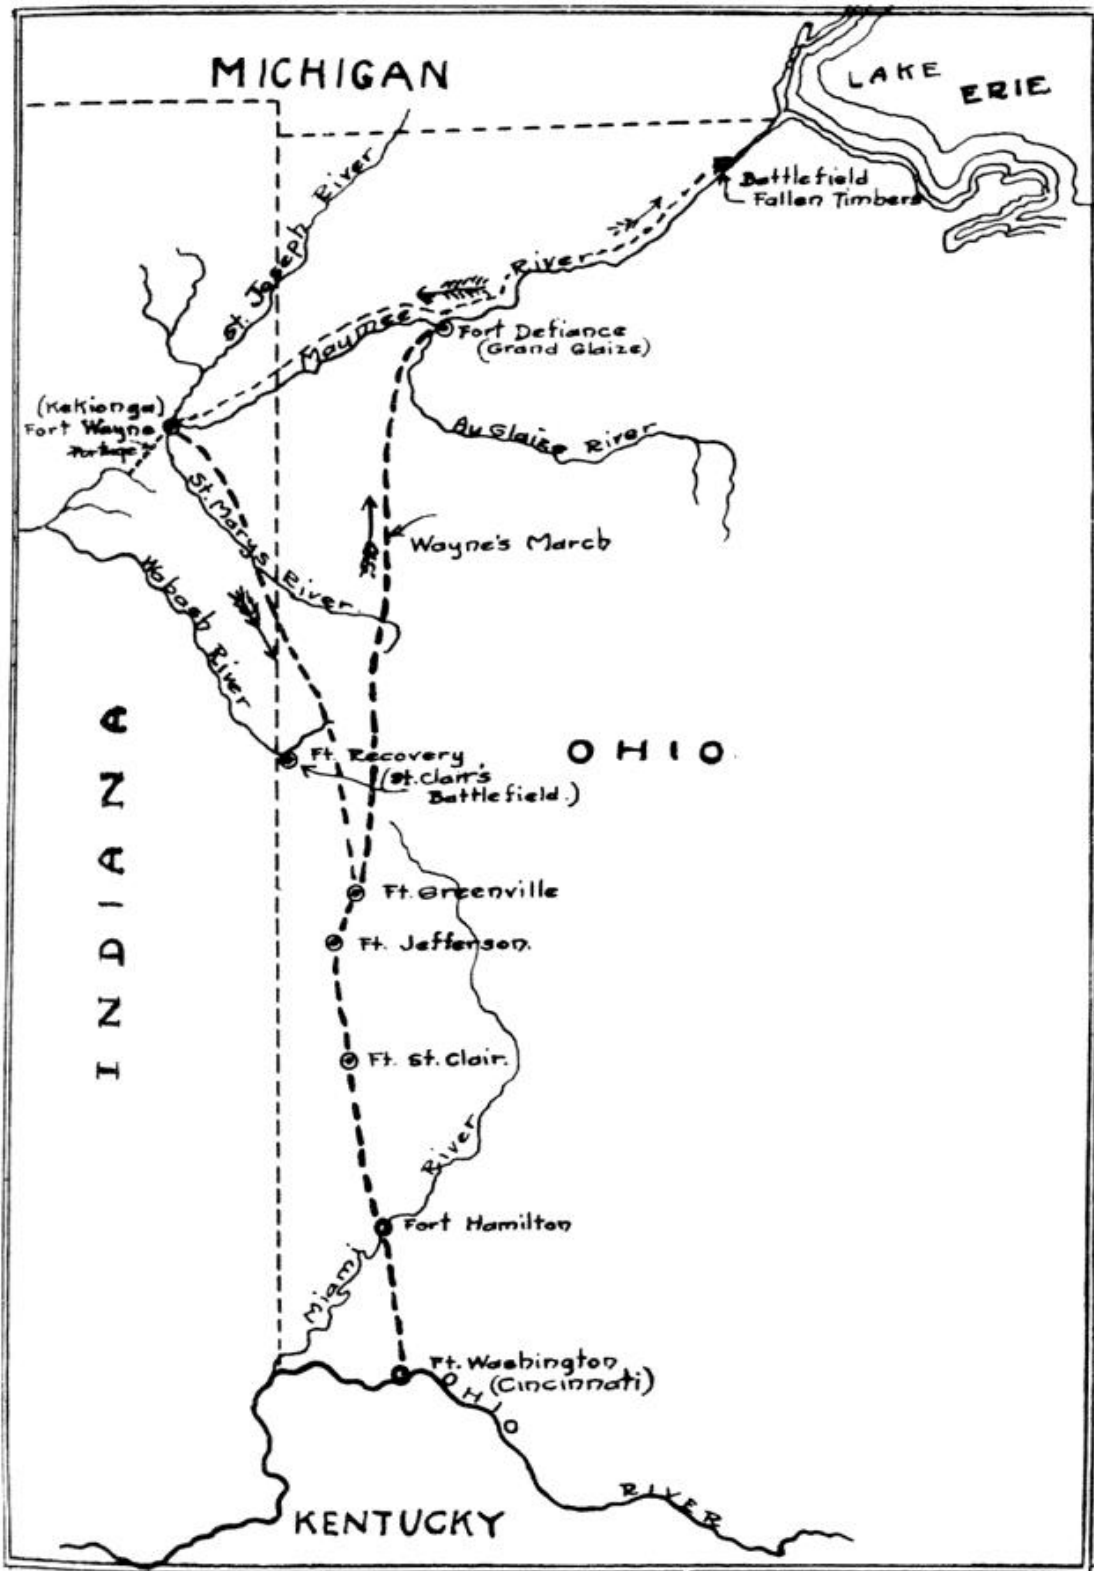 MICHIGAN
LAKE ERIE
Battlefield
Fallen Timbers
St. Joseph River
Maumee River
Fort Defiance
(Grand Glaize)
(Kekionga)
Fort Wayne
Portage
Au Glaize River
St. Marys River
Wayne's March
Wabash River
INDIANA
OHIO
Ft. Recovery
(St. Clair's
Battlefield.)
Ft. Greenville
Ft. Jefferson.
Ft. St. Clair.
Miami River
Fort Hamilton
Ft. Washington
(Cincinnati)
OHIO RIVER
KENTUCKY